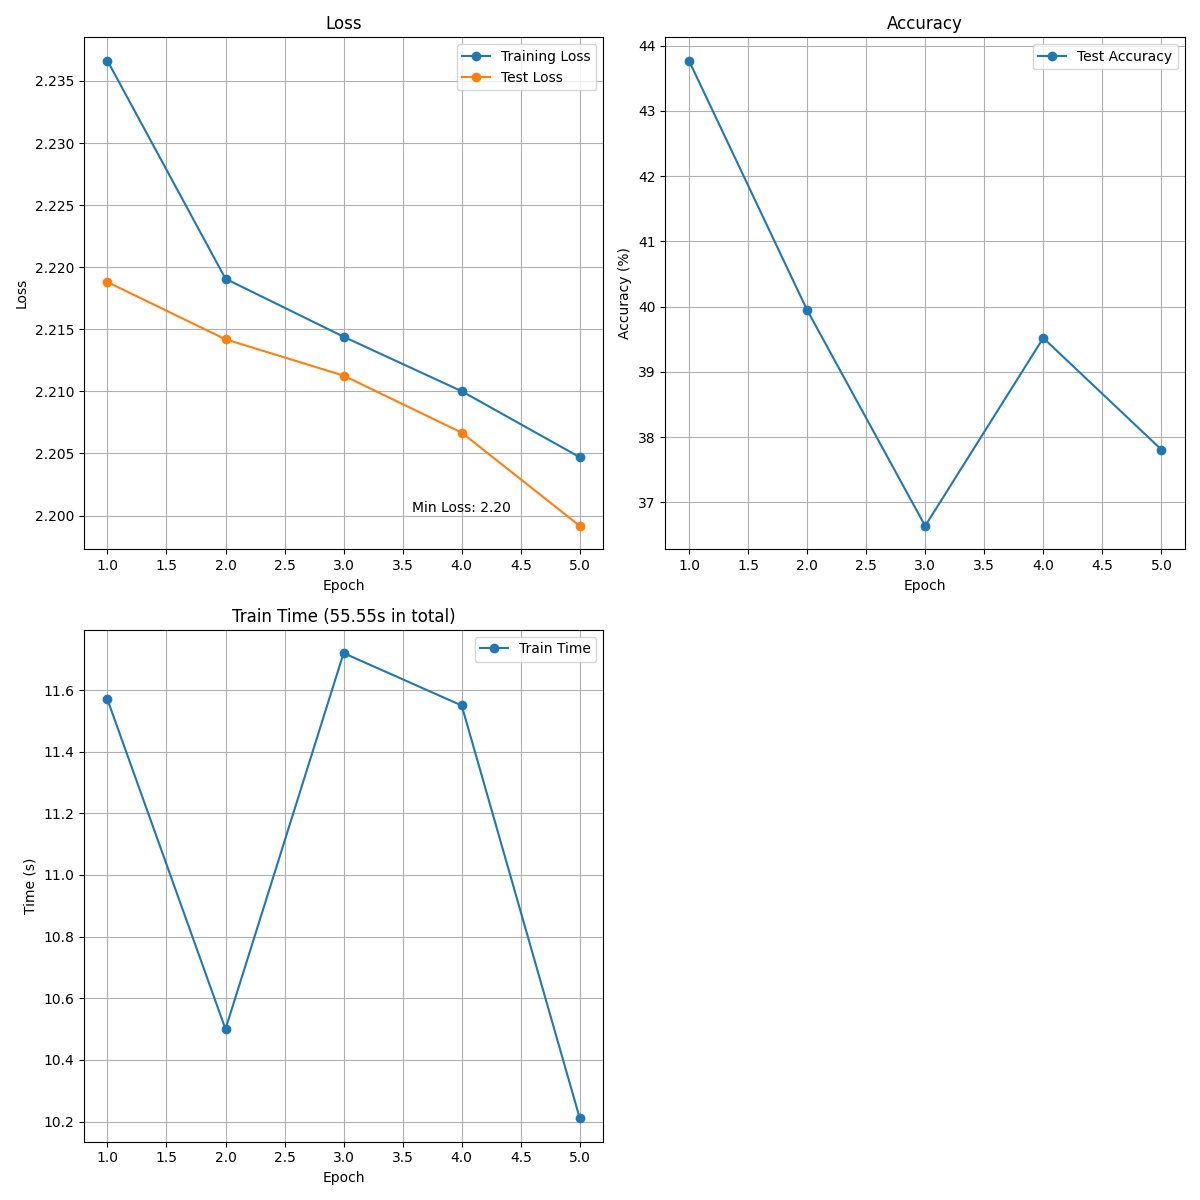 Loss
Training Loss
Test Loss
2.235
2.230
2.225
2.220
2.215
2.210
2.205
2.200
Loss
Min Loss: 2.20
1.0 1.5 2.0 2.5 3.0 3.5 4.0 4.5 5.0
Epoch
Accuracy
Test Accuracy
44
43
42
41
40
39
38
37
Accuracy (%)
1.0 1.5 2.0 2.5 3.0 3.5 4.0 4.5 5.0
Epoch
Train Time (55.55s in total)
Train Time
11.6
11.4
11.2
11.0
10.8
10.6
10.4
10.2
Time (s)
1.0 1.5 2.0 2.5 3.0 3.5 4.0 4.5 5.0
Epoch